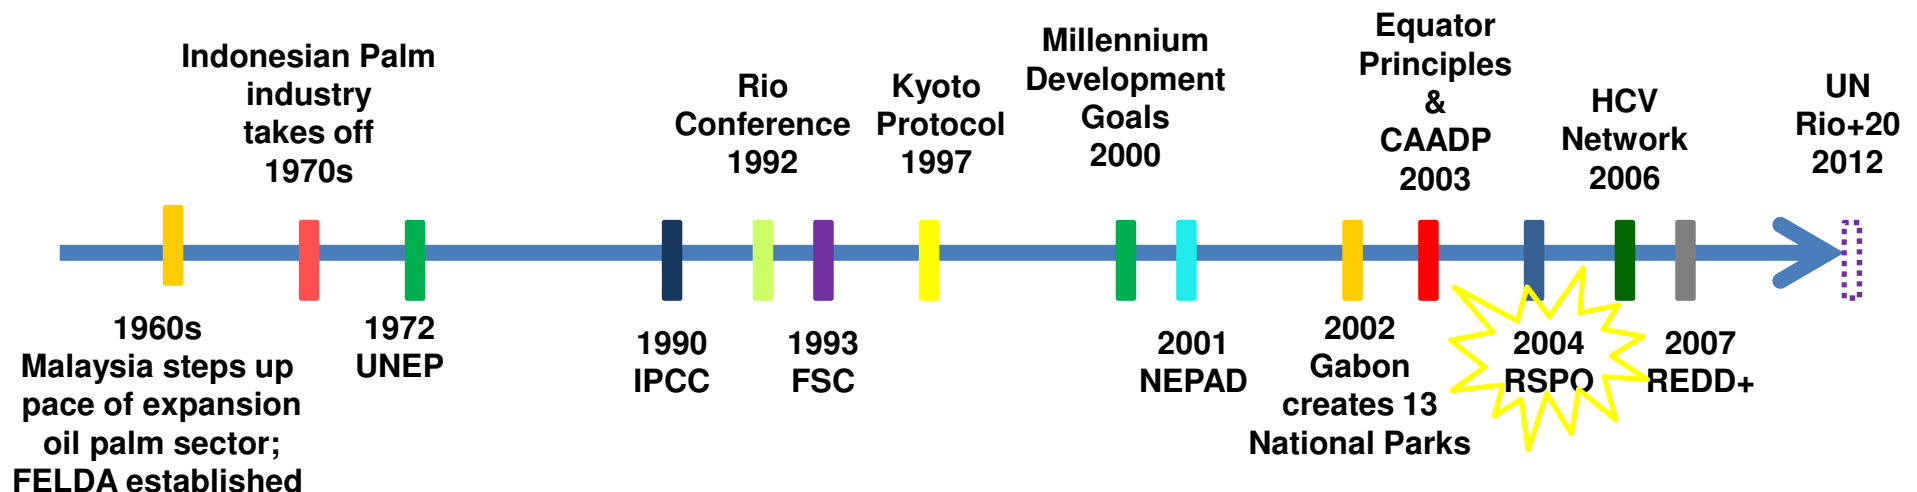 Indonesian Palm
industry
takes off
1970s
Rio
Conference
1992
Kyoto
Protocol
1997
Millennium
Development
Goals
2000
Equator
Principles
&
CAADP
2003
HCV
Network
2006
UN
Rio+20
2012
1960s
Malaysia steps up
pace of expansion
oil palm sector;
FELDA established
1972
UNEP
1990
IPCC
1993
FSC
2001
NEPAD
2002
Gabon
creates 13
National Parks
2004
RSPO
2007
REDD+